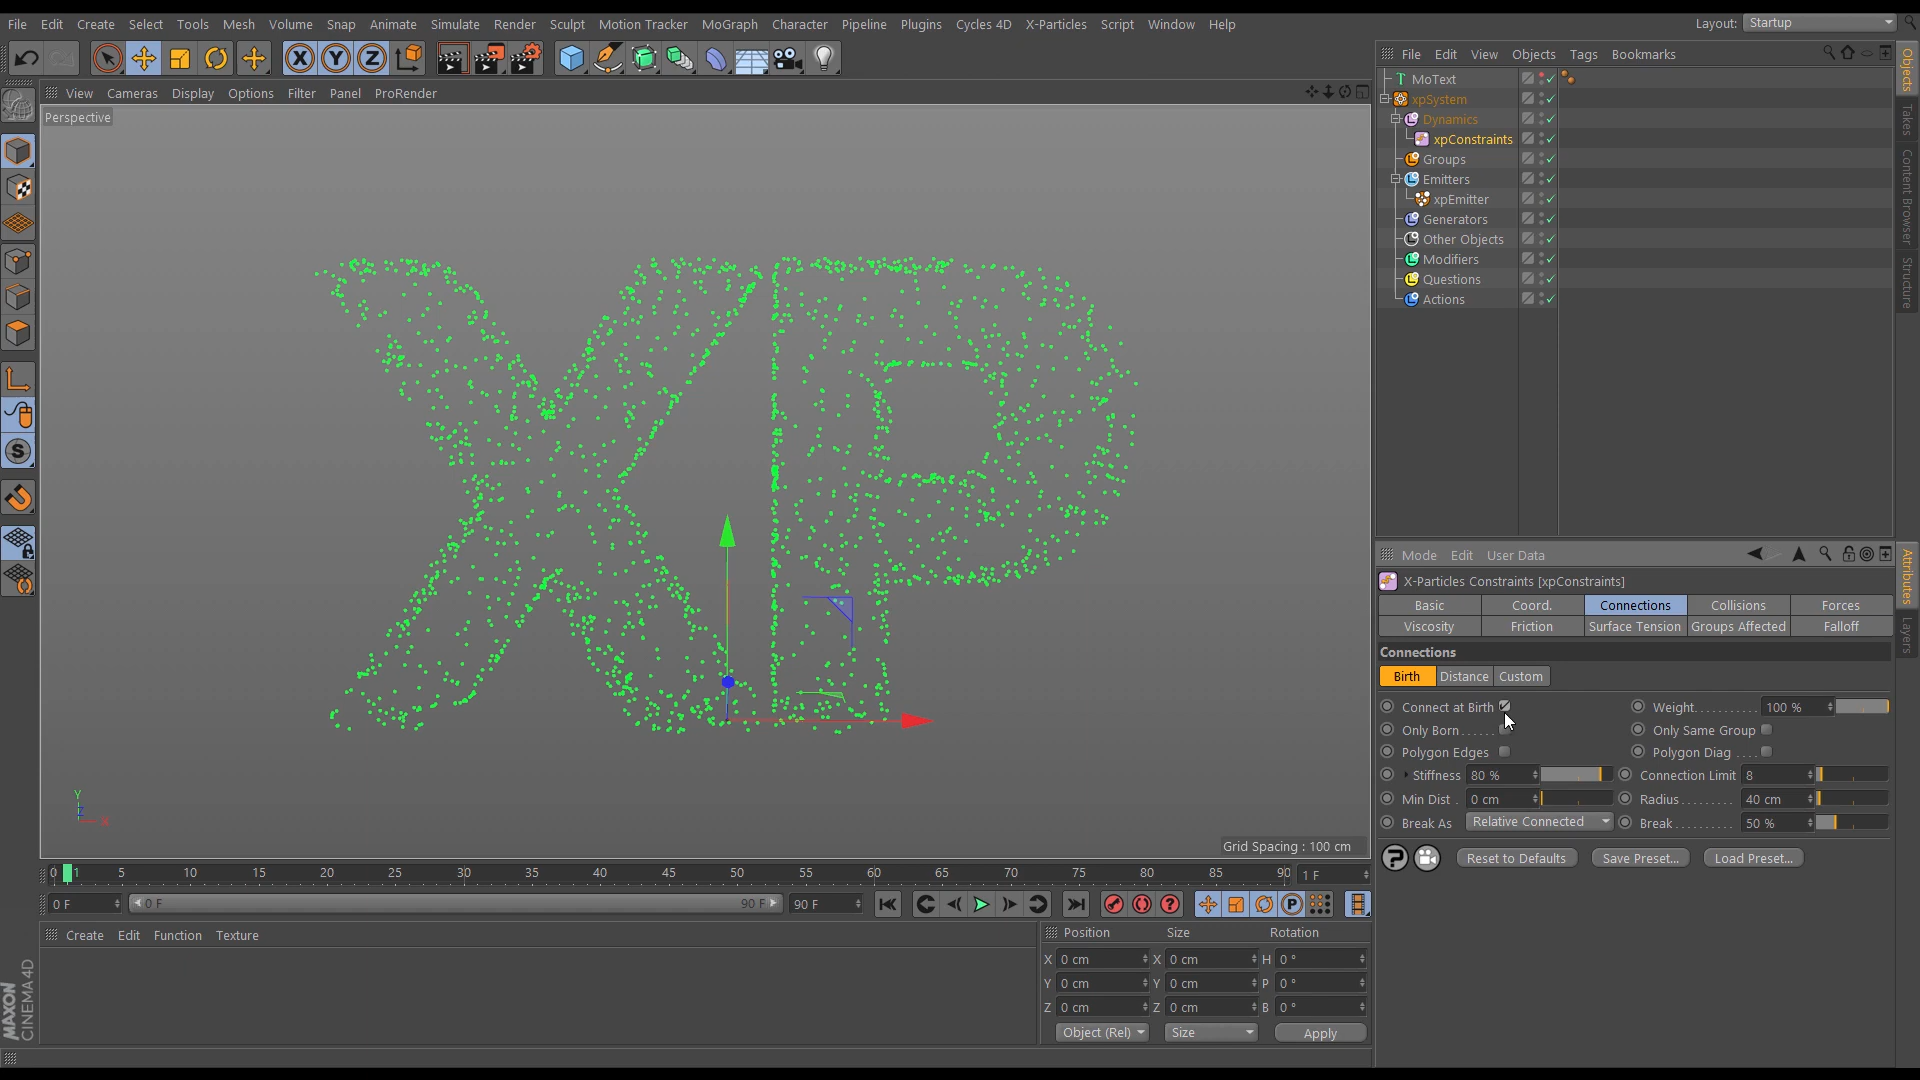 File Edit Create Select Tools Mesh Volume Snap Animate Simulate Render Sculpt Motion Tracker MoGraph Character Pipeline Plugins Cycles 4D X-Particles Script Window Help
Layout: Startup
X Y Z
View Cameras Display Options Filter Panel ProRender
Perspective
Y
X
Grid Spacing : 100 cm
0 1 5 10 15 20 25 30 35 40 45 50 55 60 65 70 75 80 85 90 1 F
0 F 0 F 90 F 90 F
Create Edit Function Texture
Position Size Rotation
X 0 cm X 0 cm H 0 °
Y 0 cm Y 0 cm P 0 °
Z 0 cm Z 0 cm B 0 °
Object (Rel) Size Apply
MAXON
CINEMA 4D
File Edit View Objects Tags Bookmarks
MoText
xpSystem
Dynamics
xpConstraints
Groups
Emitters
xpEmitter
Generators
Other Objects
Modifiers
Questions
Actions
Objects
Takes
Content Browser
Structure
Mode Edit User Data
X-Particles Constraints [xpConstraints]
Basic Coord. Connections Collisions Forces
Viscosity Friction Surface Tension Groups Affected Falloff
Connections
Birth Distance Custom
Connect at Birth Weight. . . . . . . . . . 100 %
Only Born . . . . . . Only Same Group
Polygon Edges Polygon Diag . . . .
Stiffness 80 % Connection Limit 8
Min Dist . 0 cm Radius . . . . . . . . . 40 cm
Break As Relative Connected Break. . . . . . . . . . 50 %
Reset to Defaults Save Preset... Load Preset...
Attributes
Layers